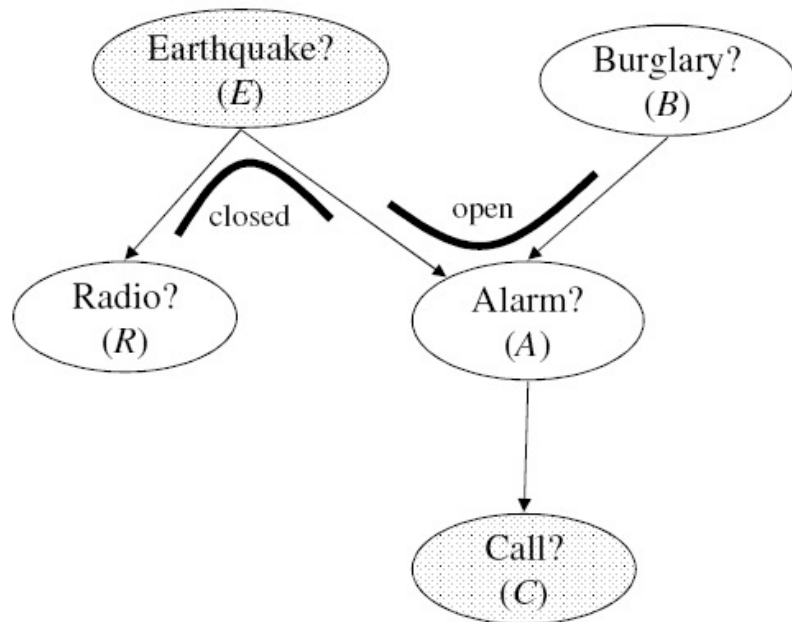 Earthquake?
(E)
Burglary?
(B)
closed
open
Radio?
(R)
Alarm?
(A)
Call?
(C)